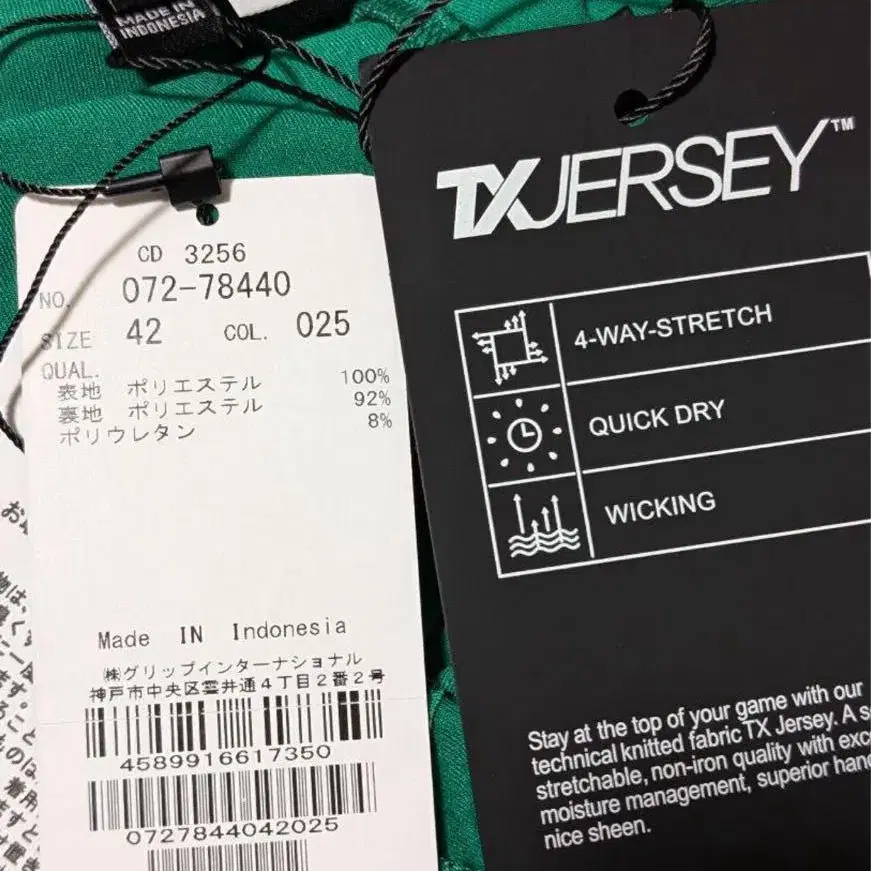 MADE IN
INDONESIA
CD 3256
NO. 072-78440
SIZE 42 COL. 025
QUAL.
表地 ポリエステル 100%
裏地 ポリエステル 92%
ポリウレタン 8%
Made IN Indonesia
㈱グリップインターナショナル
神戸市中央区雲井通4丁目2番2号
4589916617350
0727844042025
TXJERSEY™
4-WAY-STRETCH
QUICK DRY
WICKING
Stay at the top of your game with our
technical knitted fabric TX Jersey. A
stretchable, non-iron quality with
moisture management, superior
nice sheen.